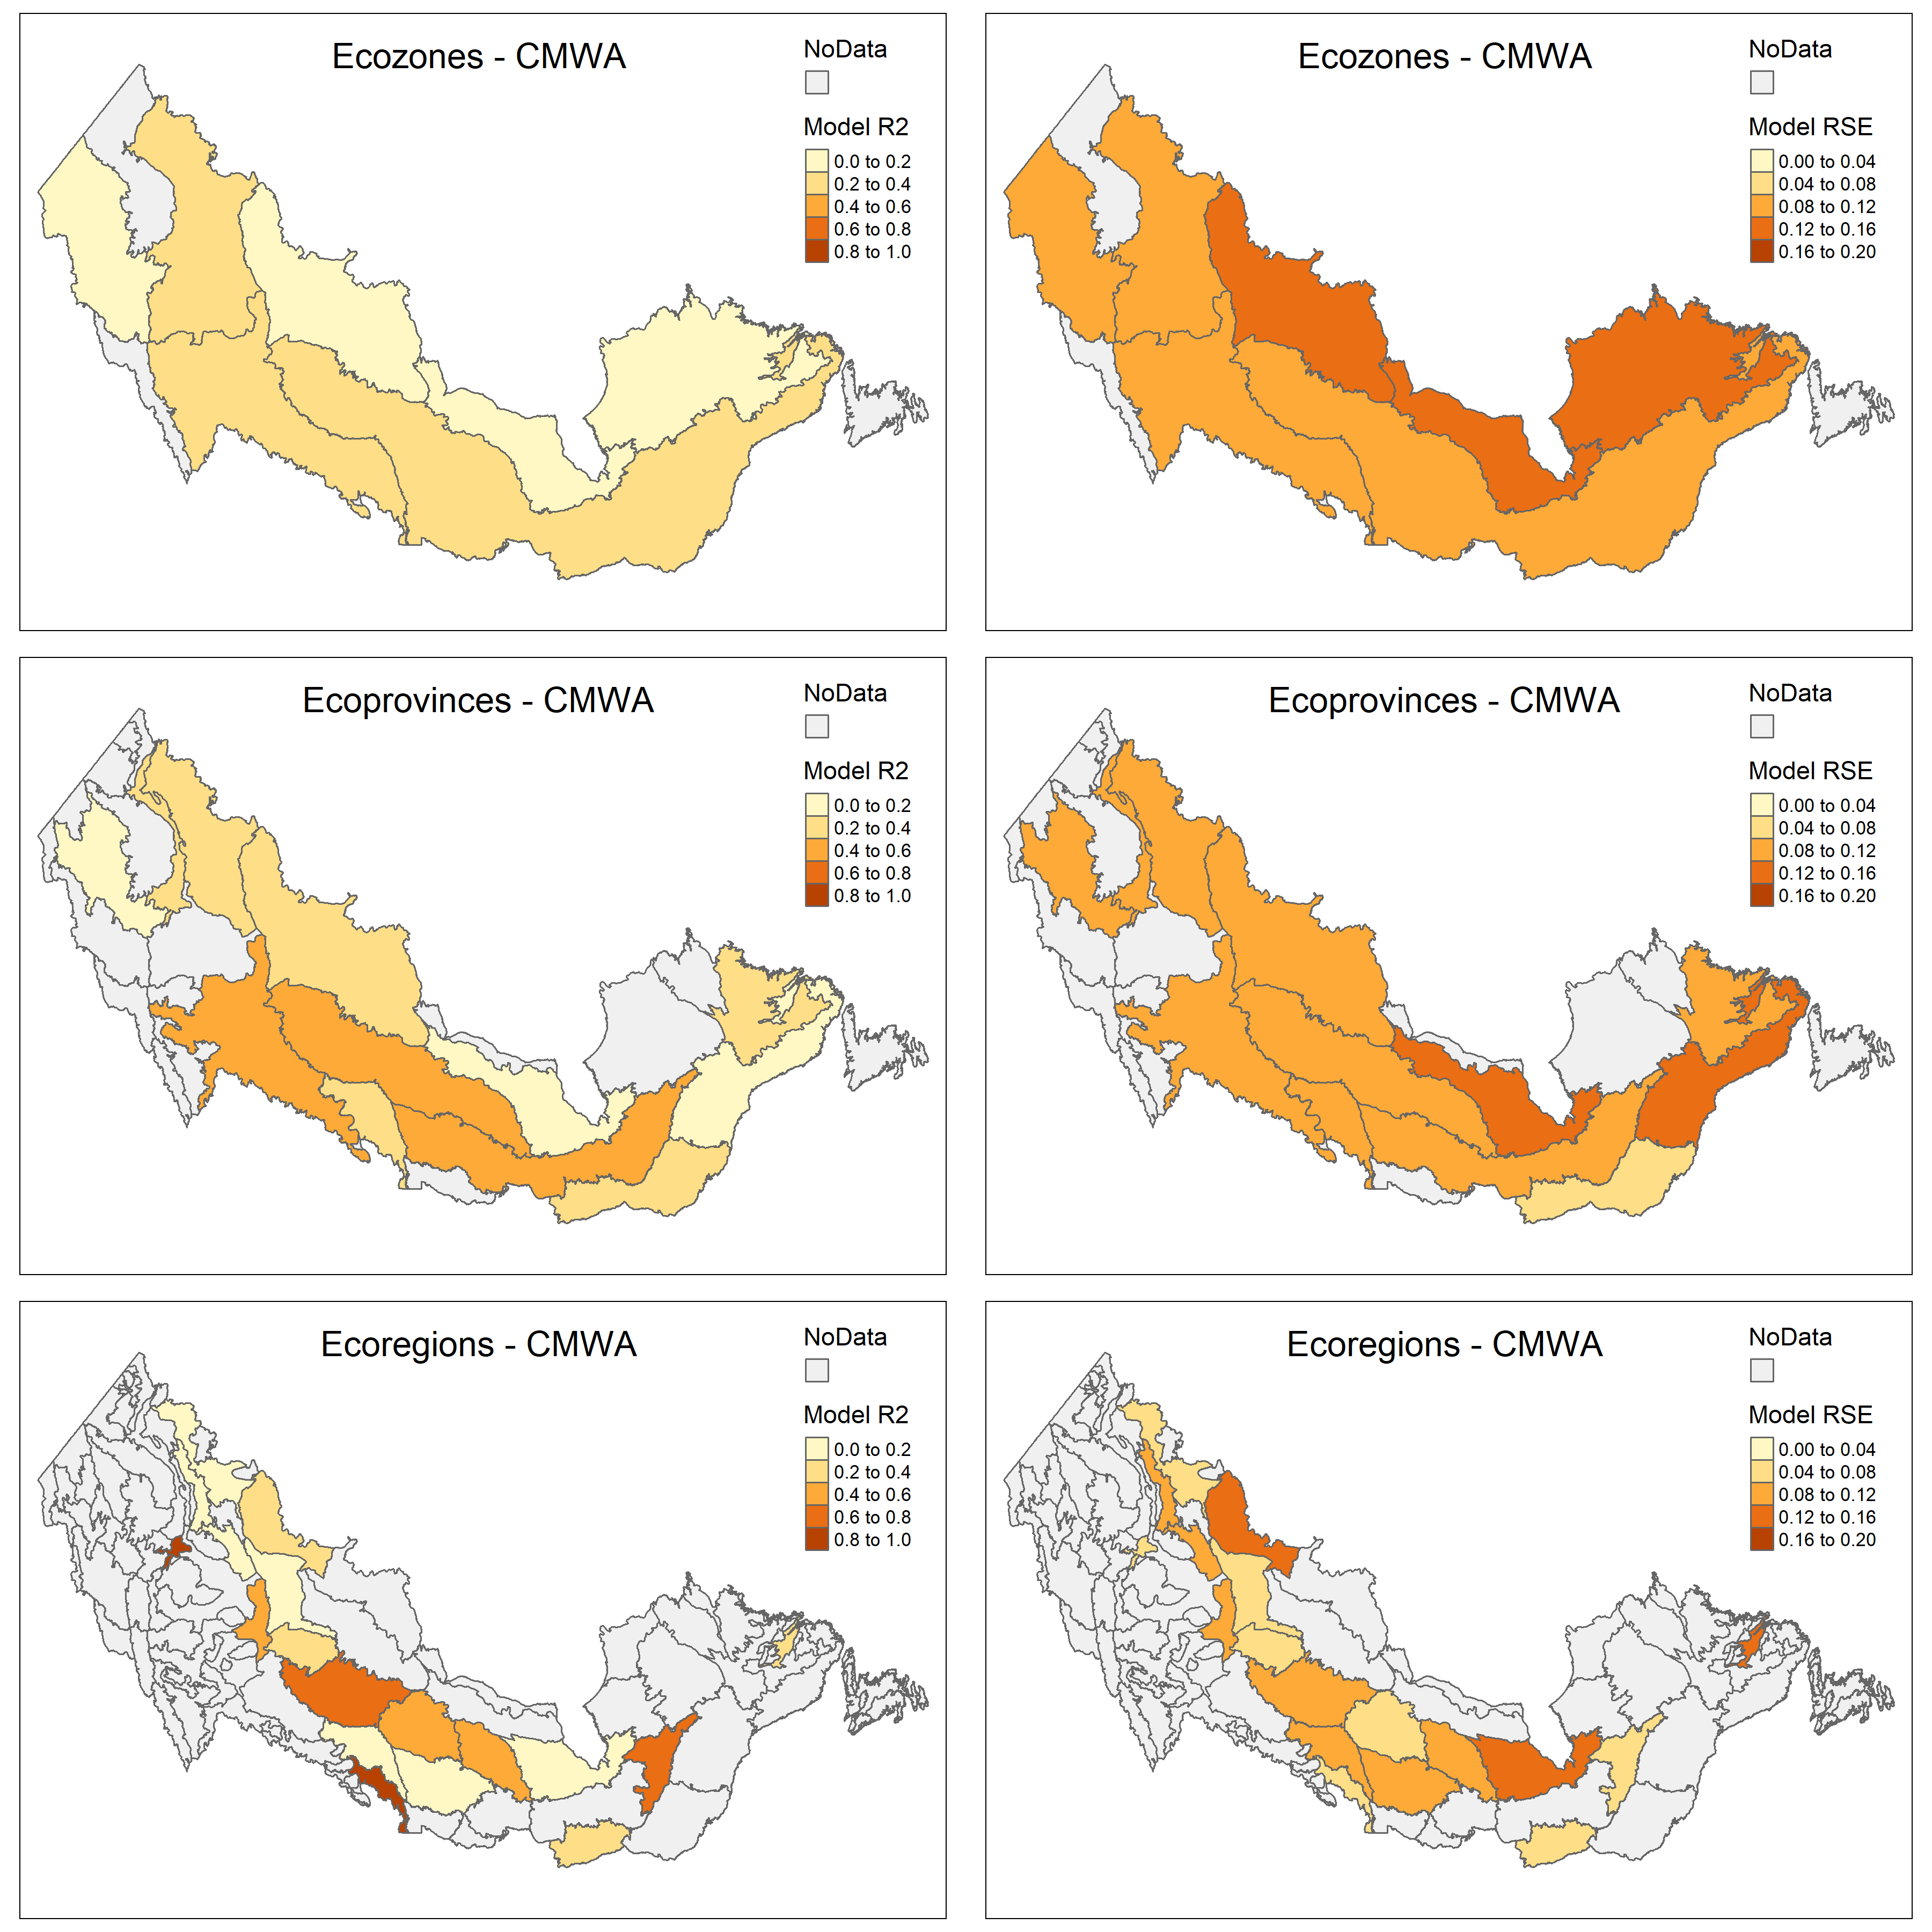 Ecozones - CMWA
NoData
Model R2
0.0 to 0.2
0.2 to 0.4
0.4 to 0.6
0.6 to 0.8
0.8 to 1.0
Ecozones - CMWA
NoData
Model RSE
0.00 to 0.04
0.04 to 0.08
0.08 to 0.12
0.12 to 0.16
0.16 to 0.20
Ecoprovinces - CMWA
NoData
Model R2
0.0 to 0.2
0.2 to 0.4
0.4 to 0.6
0.6 to 0.8
0.8 to 1.0
Ecoprovinces - CMWA
NoData
Model RSE
0.00 to 0.04
0.04 to 0.08
0.08 to 0.12
0.12 to 0.16
0.16 to 0.20
Ecoregions - CMWA
NoData
Model R2
0.0 to 0.2
0.2 to 0.4
0.4 to 0.6
0.6 to 0.8
0.8 to 1.0
Ecoregions - CMWA
NoData
Model RSE
0.00 to 0.04
0.04 to 0.08
0.08 to 0.12
0.12 to 0.16
0.16 to 0.20